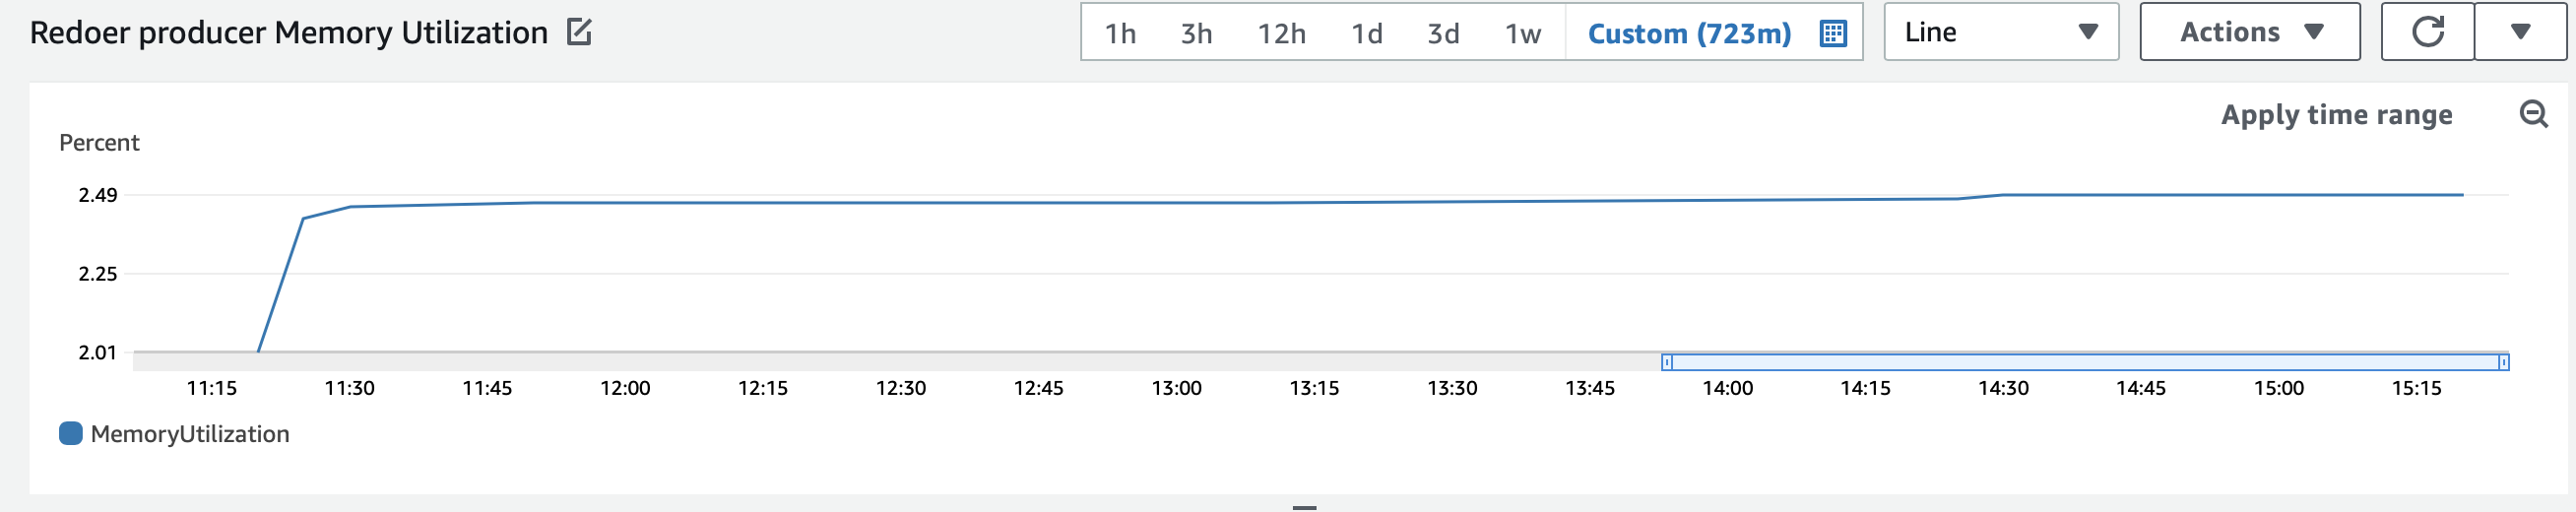 Redoer producer Memory Utilization
1h 3h 12h 1d 3d 1w Custom (723m) Line Actions
Apply time range
Percent
2.49
2.25
2.01
11:15 11:30 11:45 12:00 12:15 12:30 12:45 13:00 13:15 13:30 13:45 14:00 14:15 14:30 14:45 15:00 15:15
MemoryUtilization